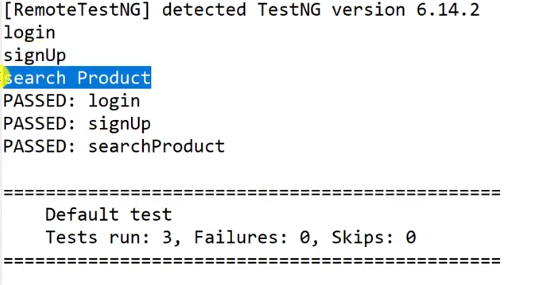 [RemoteTestNG] detected TestNG version 6.14.2
login
signUp
search Product
PASSED: login
PASSED: signUp
PASSED: searchProduct
===============================================
Default test
Tests run: 3, Failures: 0, Skips: 0
===============================================